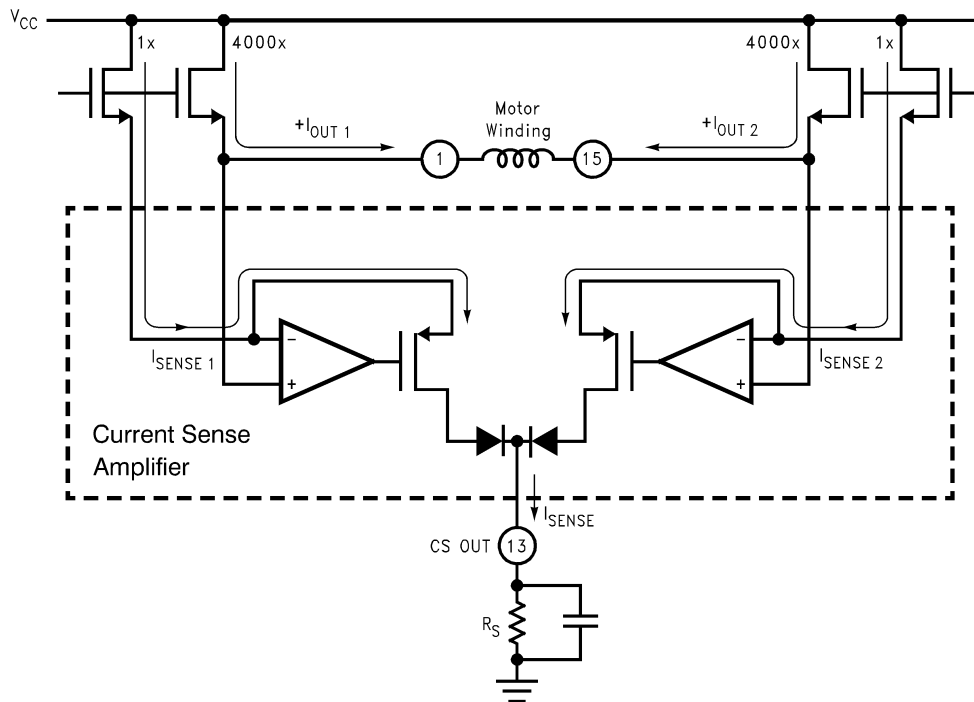 VCC
1x
4000x
4000x
1x
+IOUT 1
Motor
Winding
+IOUT 2
1
15
ISENSE 1
−
+
−
+
ISENSE 2
Current Sense
Amplifier
ISENSE
CS OUT
13
RS